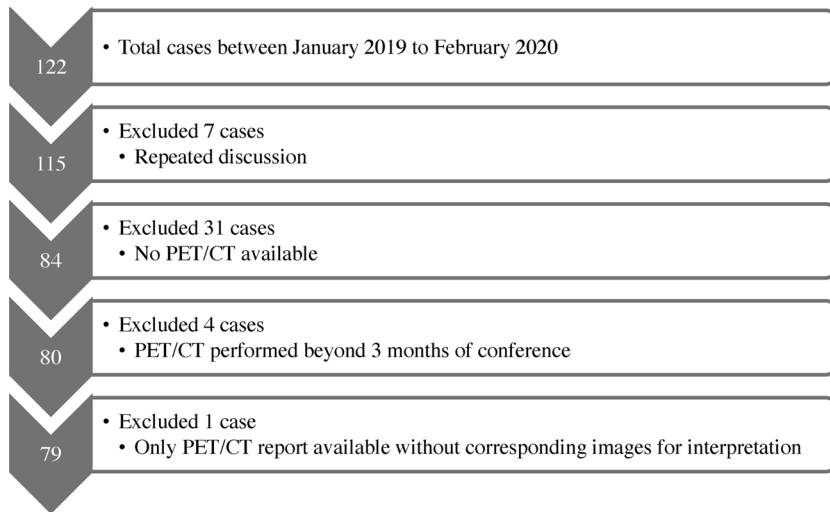 122
• Total cases between January 2019 to February 2020
115
• Excluded 7 cases
• Repeated discussion
84
• Excluded 31 cases
• No PET/CT available
80
• Excluded 4 cases
• PET/CT performed beyond 3 months of conference
79
• Excluded 1 case
• Only PET/CT report available without corresponding images for interpretation